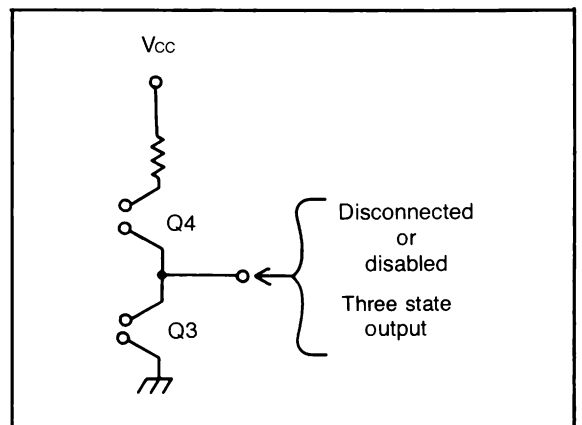 Vcc
Q4
Disconnected
or
disabled
Three state
output
Q3